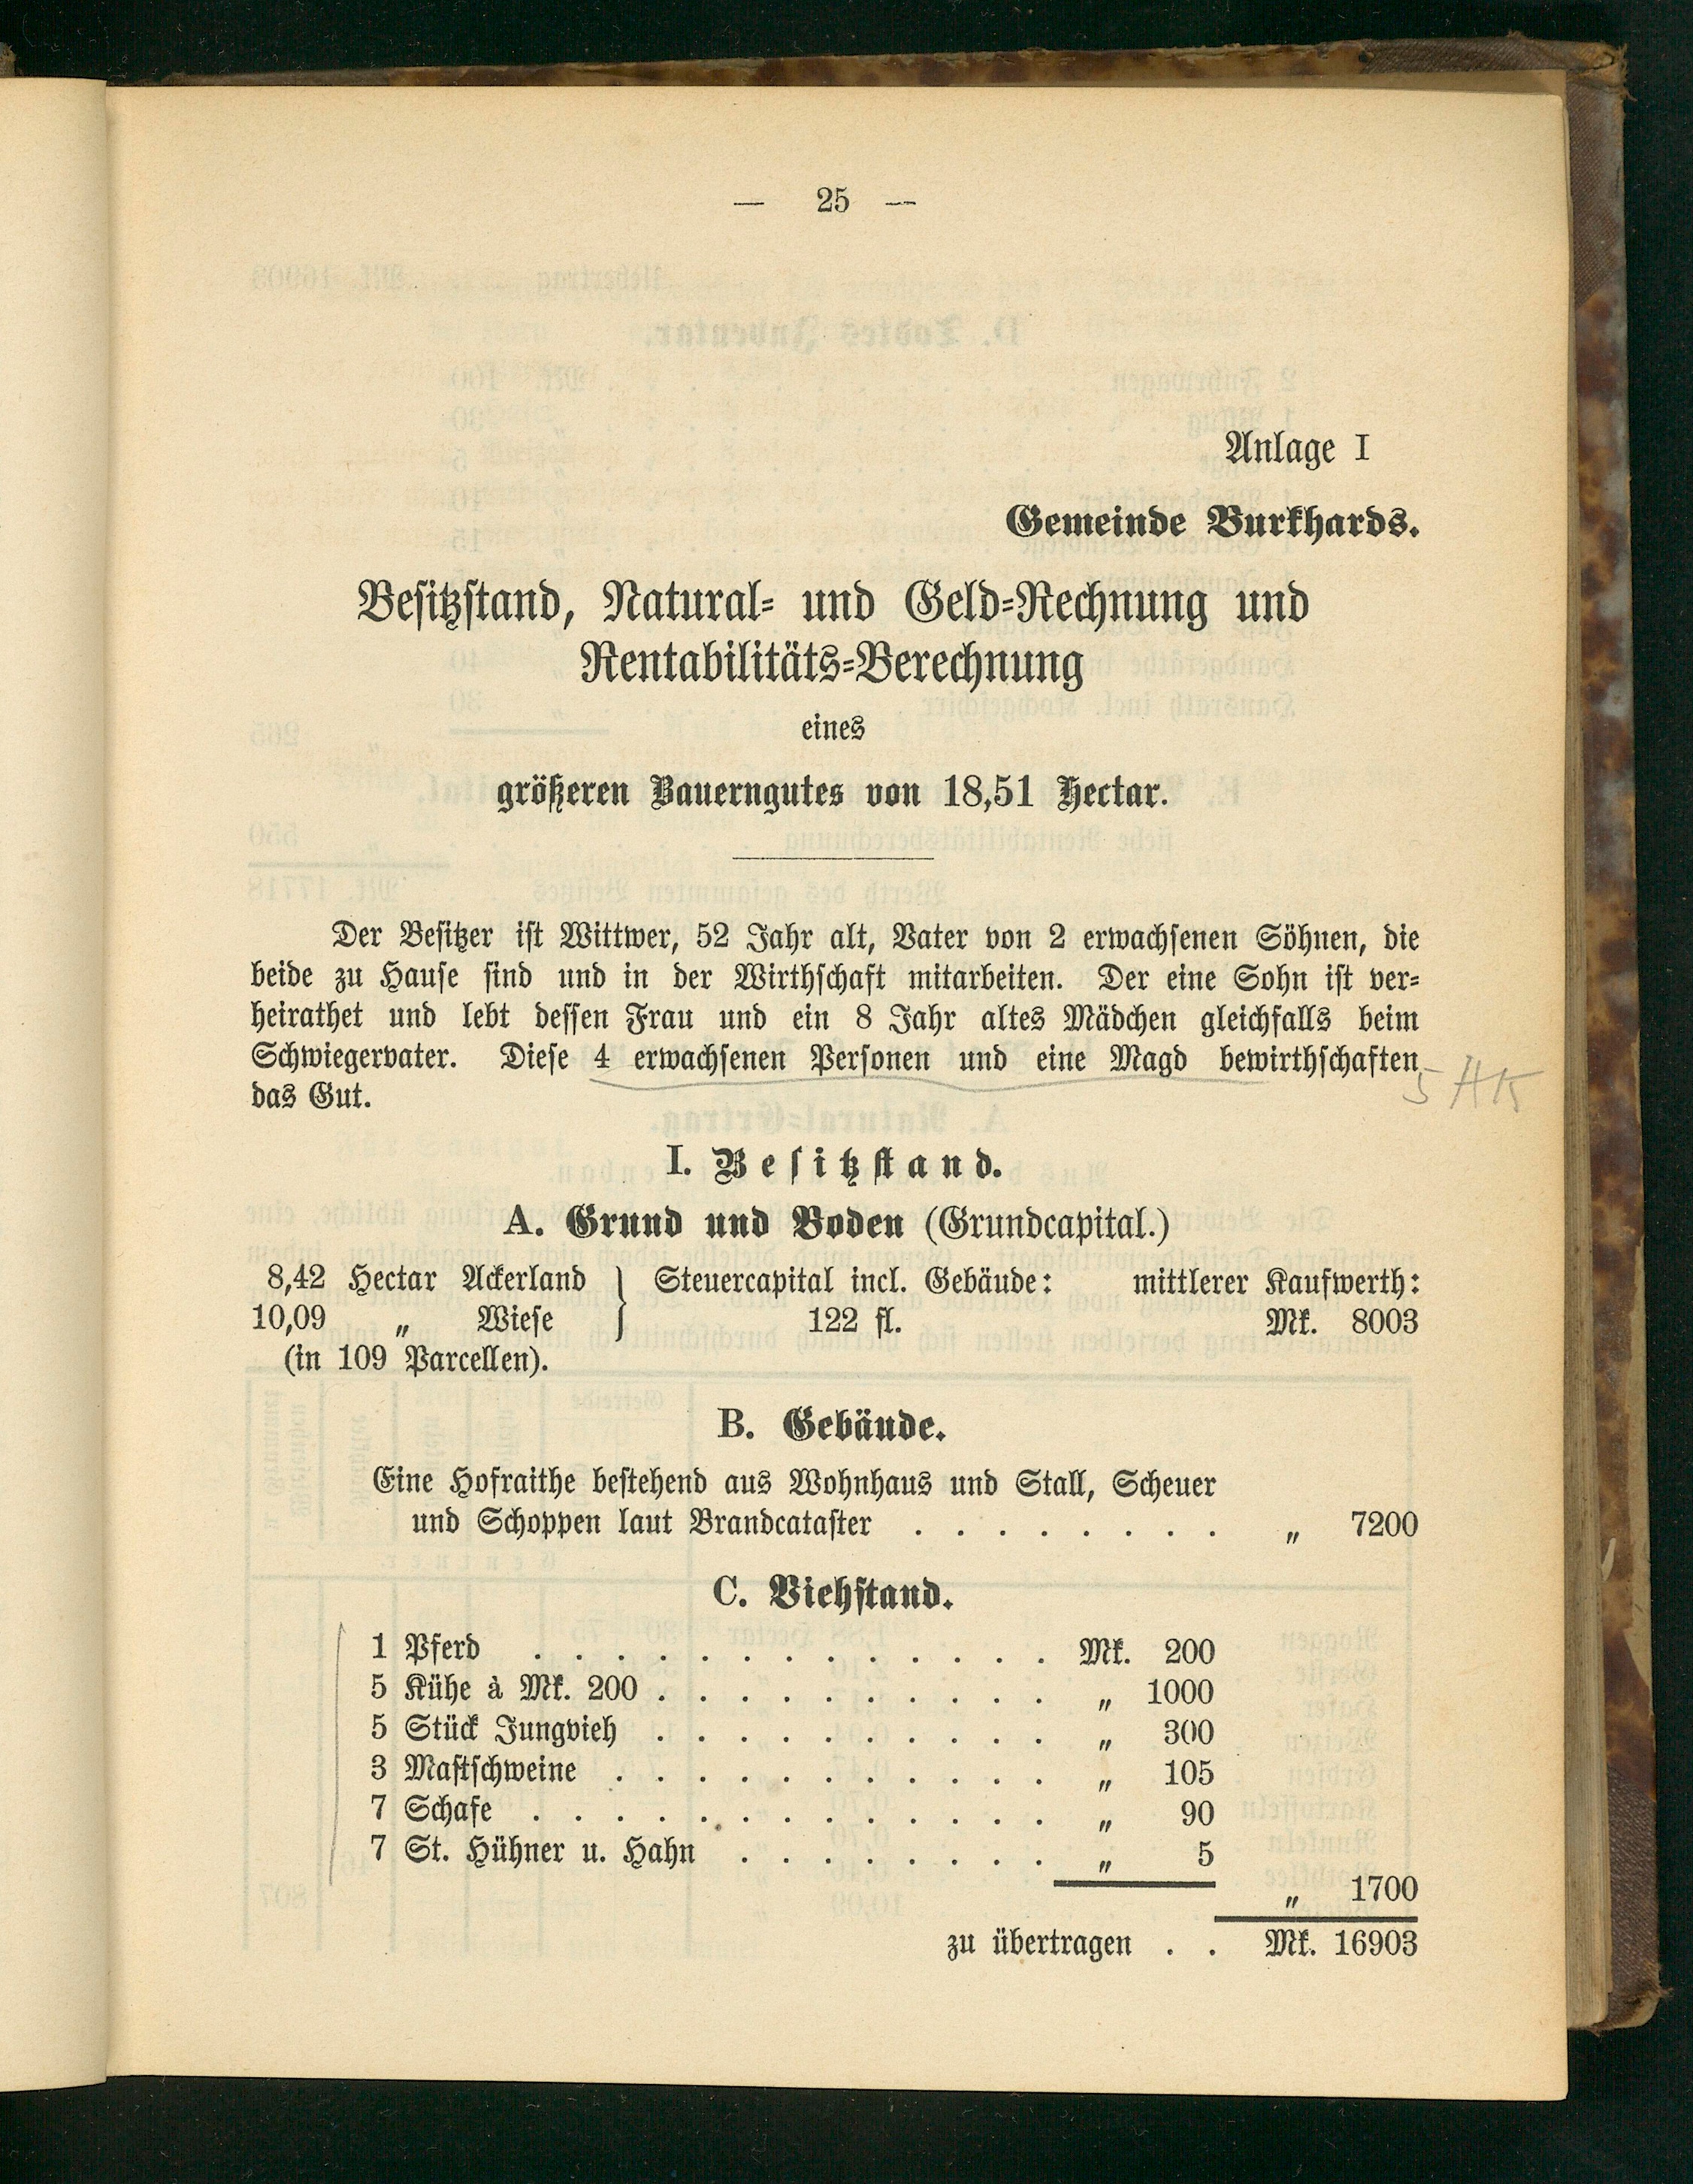 — 25 —
Anlage I
Gemeinde Burkhards.
Besitzstand, Natural- und Geld-Rechnung und
Rentabilitäts-Berechnung
eines
größeren Bauerngutes von 18,51 Hectar.
Der Besitzer ist Wittwer, 52 Jahr alt, Vater von 2 erwachsenen Söhnen, die
beide zu Hause sind und in der Wirthschaft mitarbeiten. Der eine Sohn ist ver-
heirathet und lebt dessen Frau und ein 8 Jahr altes Mädchen gleichfalls beim
Schwiegervater. Diese 4 erwachsenen Personen und eine Magd bewirthschaften
das Gut.
I. Besitzstand.
A. Grund und Boden (Grundcapital.)
8,42 Hectar Ackerland } Steuercapital incl. Gebäude: mittlerer Kaufwerth:
10,09 „ Wiese 122 fl. Mk. 8003
(in 109 Parcellen).
B. Gebäude.
Eine Hofraithe bestehend aus Wohnhaus und Stall, Scheuer
und Schoppen laut Brandcataster . . . . . . . . „ 7200
C. Viehstand.
1 Pferd . . . . . . . . . . . . . Mk. 200
5 Kühe à Mk. 200 . . . . . . . . . . „ 1000
5 Stück Jungvieh . . . . . . . . . . „ 300
3 Mastschweine . . . . . . . . . . . „ 105
7 Schafe . . . . . . . . . . . . . „ 90
7 St. Hühner u. Hahn . . . . . . . . „ 5
„ 1700
zu übertragen . . Mk. 16903